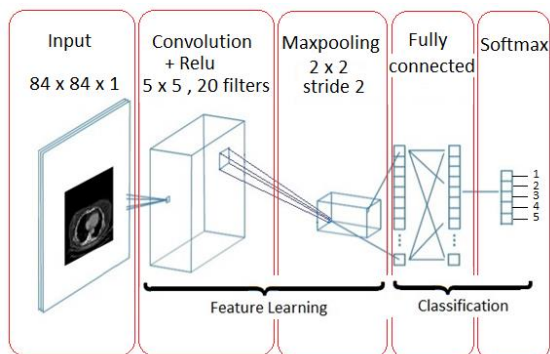 Input
84 x 84 x 1
Convolution
+ Relu
5 x 5 , 20 filters
Maxpooling
2 x 2
stride 2
Fully
connected
Softmax
1
2
3
4
5
Feature Learning
Classification